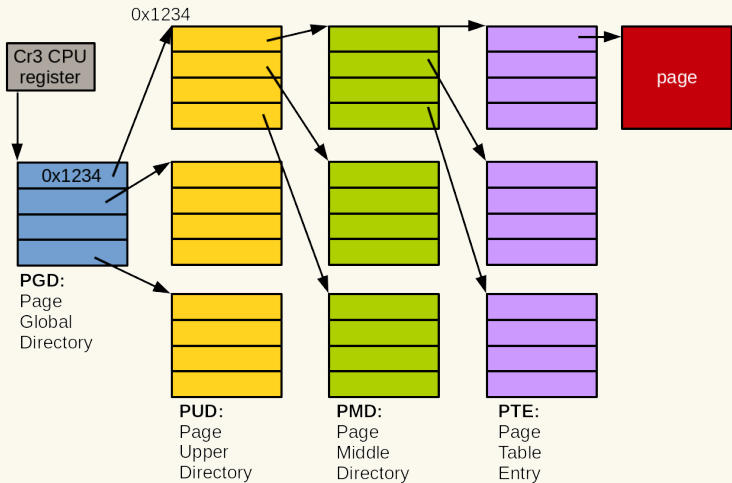 0x1234
Cr3 CPU
register
page
0x1234
PGD:
Page
Global
Directory
PUD:
Page
Upper
Directory
PMD:
Page
Middle
Directory
PTE:
Page
Table
Entry